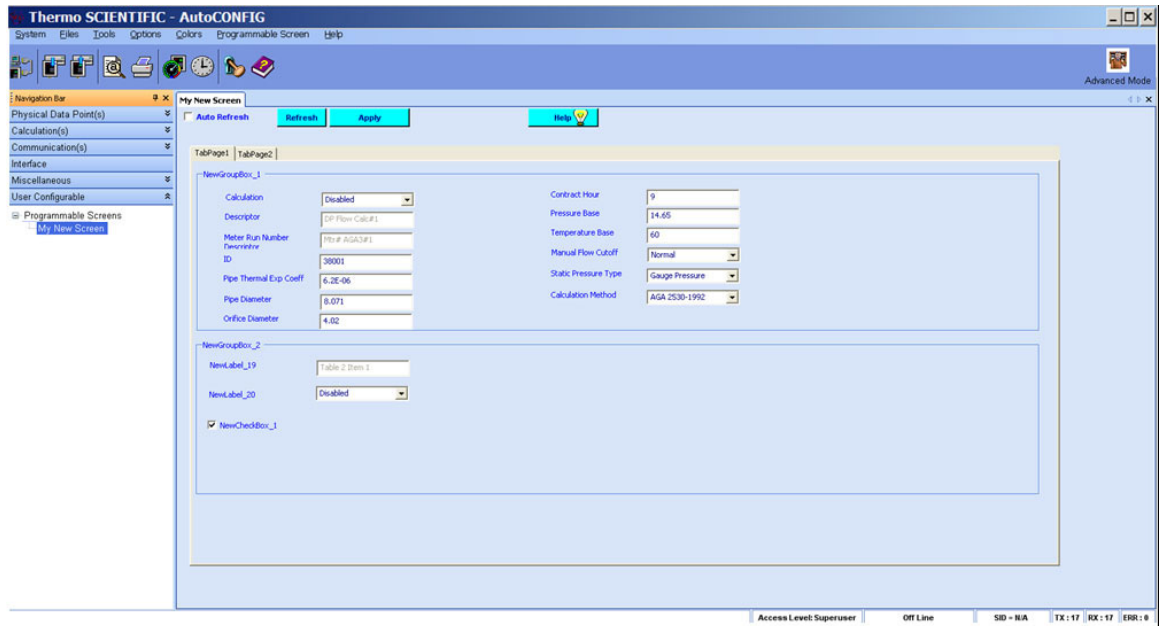 Thermo SCIENTIFIC - AutoCONFIG
System Files Tools Options Colors Programmable Screen Help
Advanced Mode
Navigation Bar
My New Screen
Physical Data Point(s)
Auto Refresh Refresh Apply Help
Calculation(s)
Communication(s)
TabPage1 TabPage2
Interface
Miscellaneous
NewGroupBox_1
User Configurable
Programmable Screens
My New Screen
Calculation Disabled
Descriptor DP Flow Calc#1
Meter Run Number Mtr# AGA3#1
Descriptor
ID 38001
Pipe Thermal Exp Coeff 6.2E-06
Pipe Diameter 8.071
Orifice Diameter 4.02
Contract Hour 9
Pressure Base 14.65
Temperature Base 60
Manual Flow Cutoff Normal
Static Pressure Type Gauge Pressure
Calculation Method AGA 2530-1992
NewGroupBox_2
NewLabel_19 Table 2 Item 1
NewLabel_20 Disabled
NewCheckBox_1
Access Level: Superuser Off Line SID = N/A TX : 17 RX : 17 ERR : 0